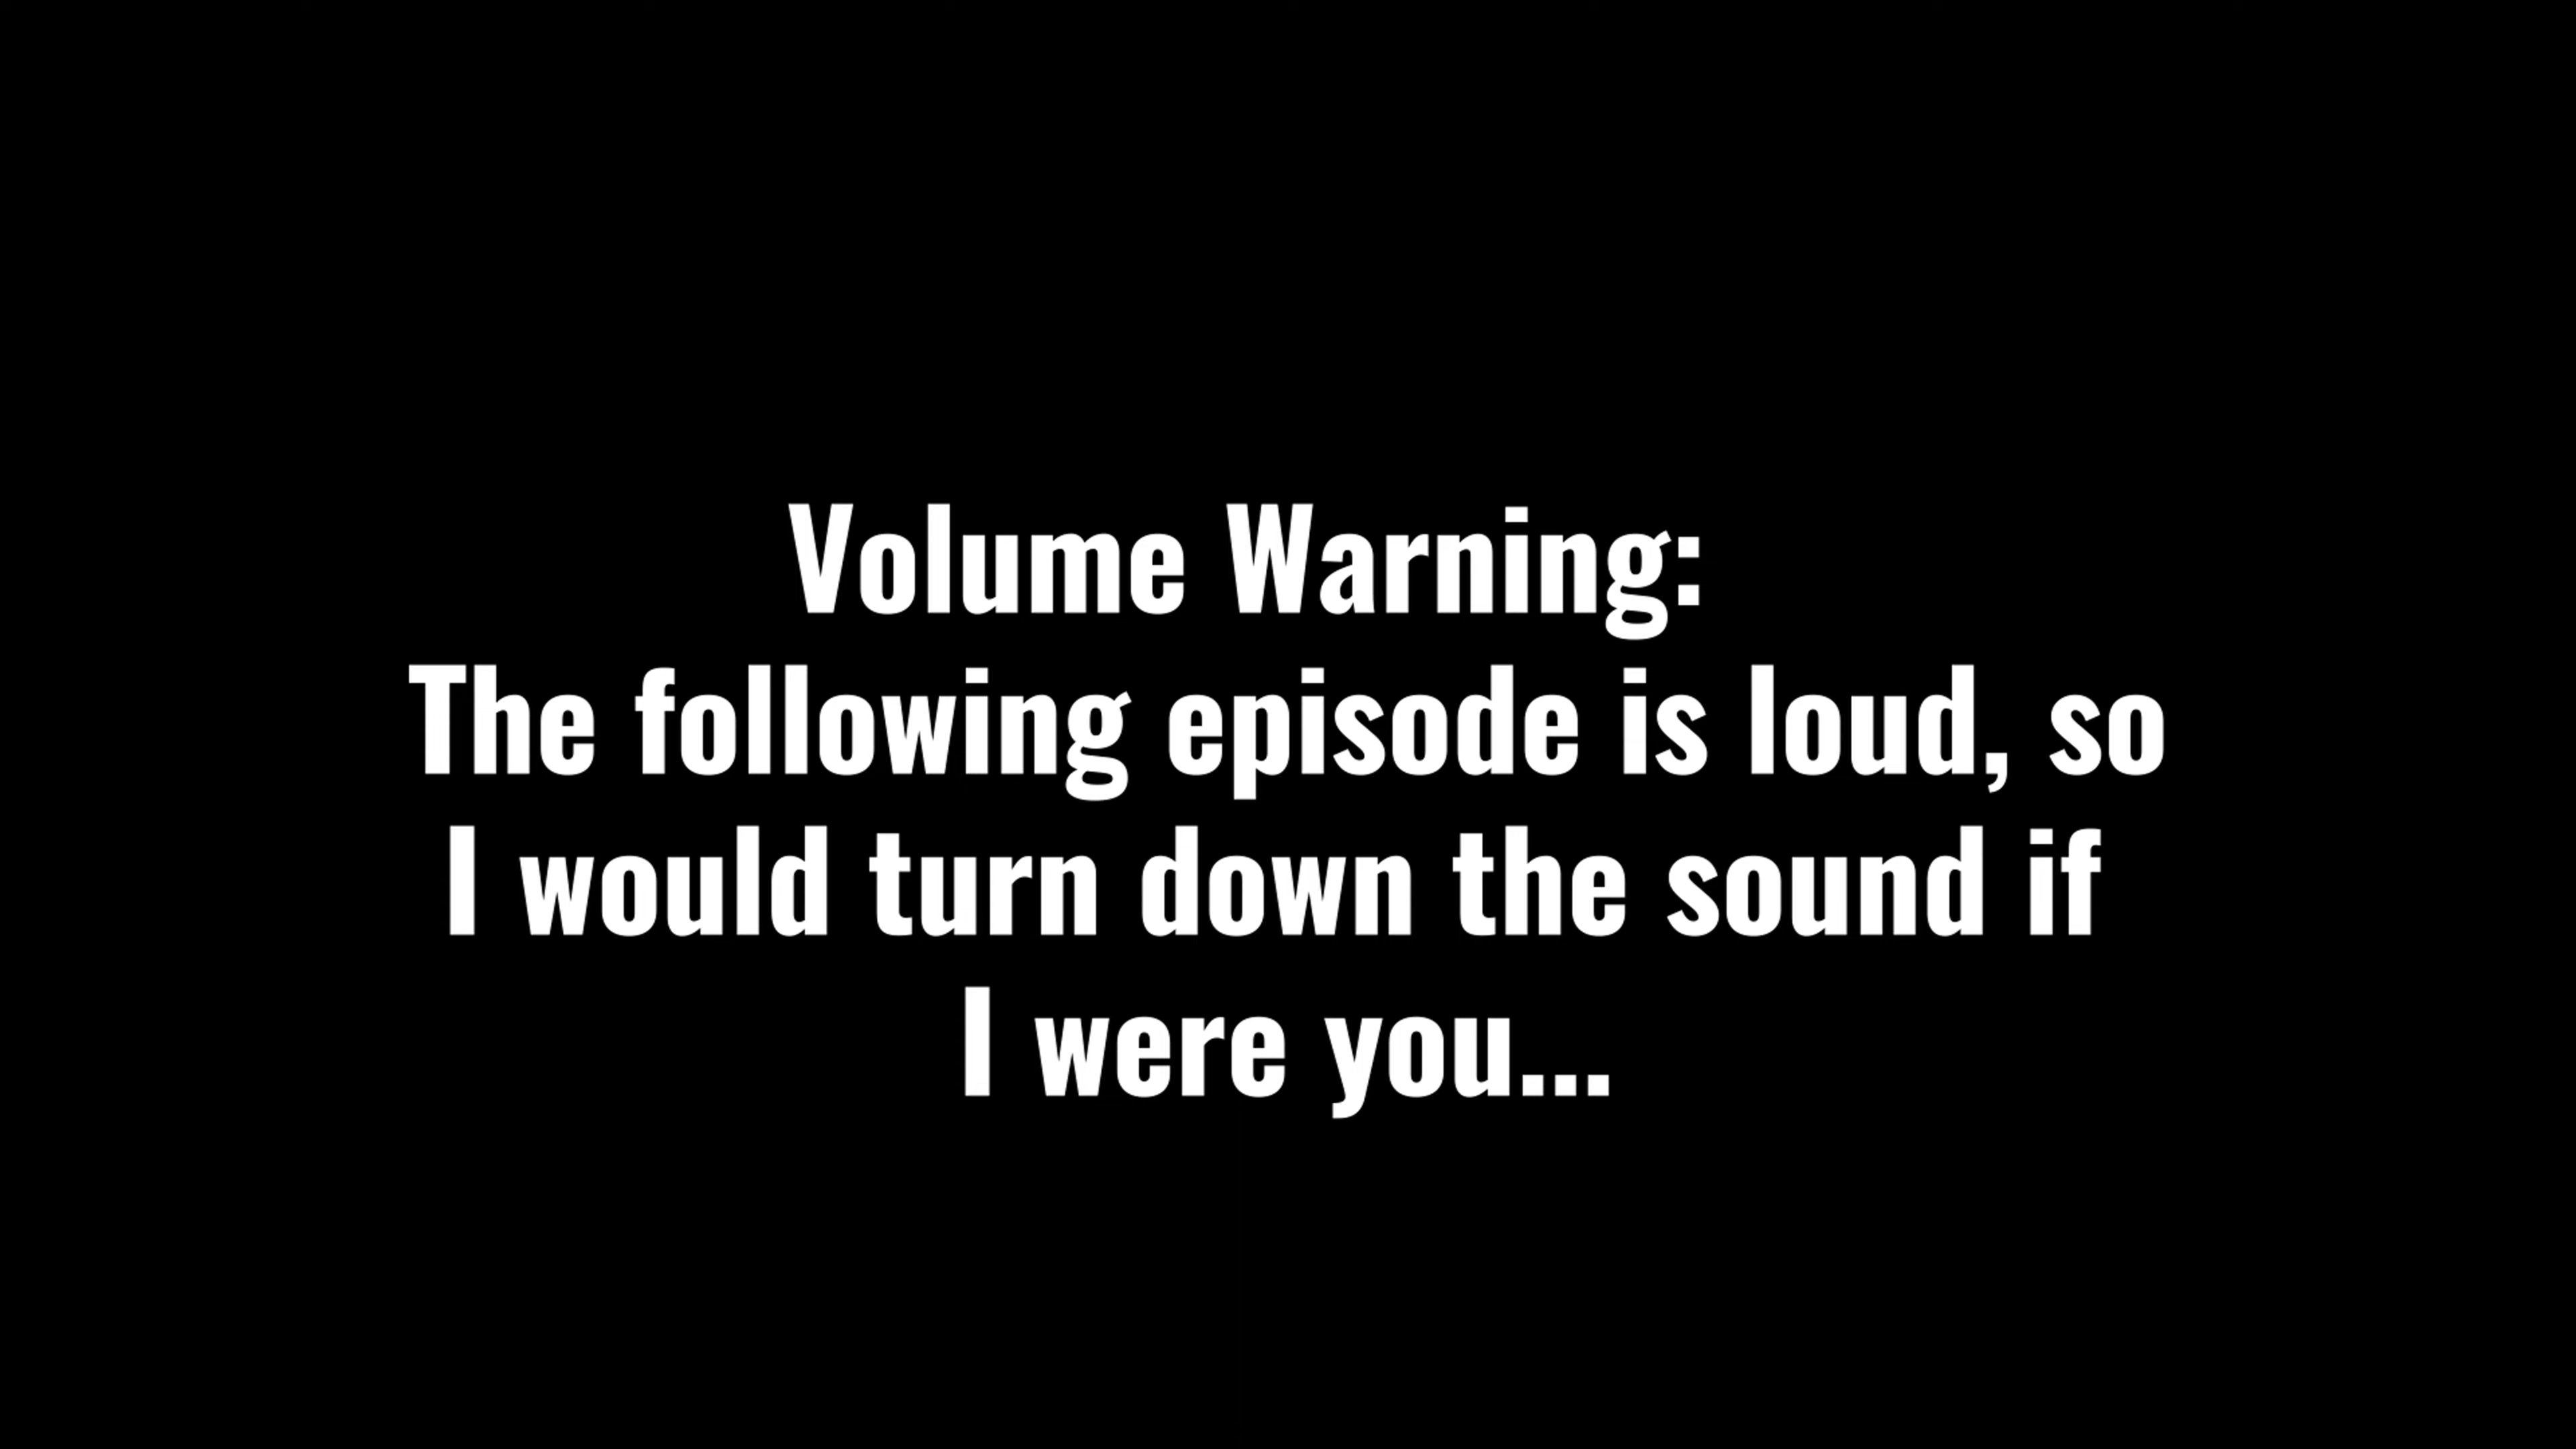 Volume Warning:
The following episode is loud, so
I would turn down the sound if
I were you...